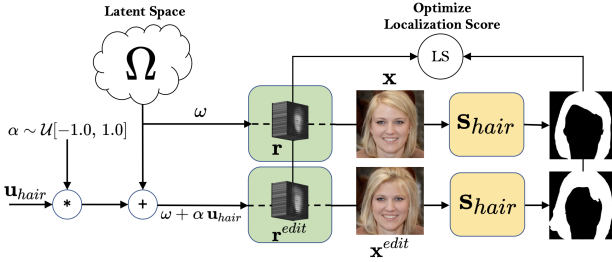 Latent Space
Optimize
Localization Score
Ω
LS
x
α ∼ 𝒰[−1.0, 1.0]
ω
r
s_hair
u_hair
*
+
ω + α u_hair
r^edit
x^edit
s_hair